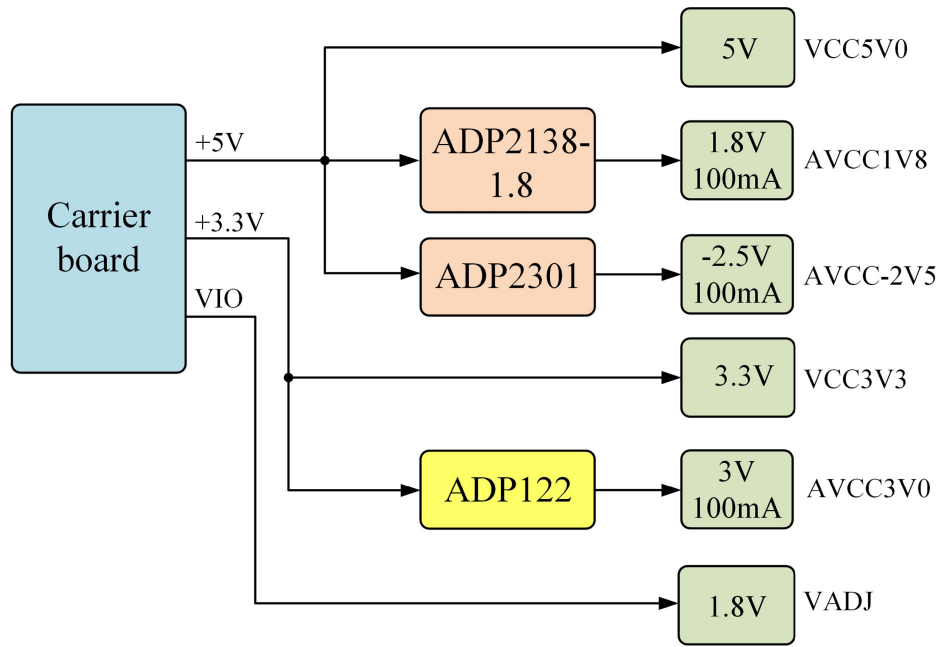 5V
VCC5V0
+5V
ADP2138-
1.8
1.8V
100mA
AVCC1V8
Carrier
board
+3.3V
ADP2301
-2.5V
100mA
AVCC-2V5
VIO
3.3V
VCC3V3
ADP122
3V
100mA
AVCC3V0
1.8V
VADJ